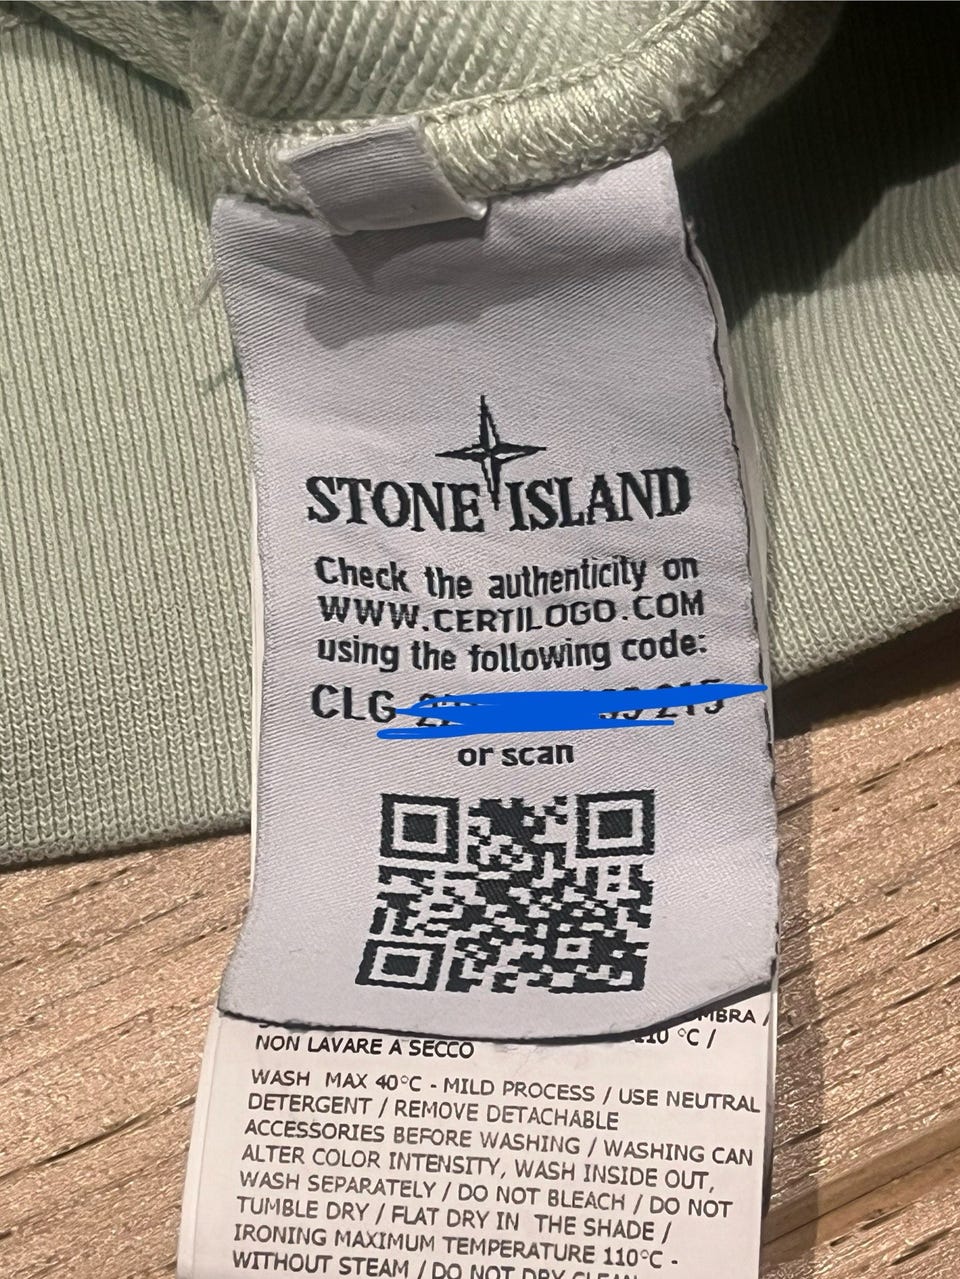 STONE ISLAND
Check the authenticity on
WWW.CERTILOGO.COM
using the following code:
CLG 215
or scan
110 °C /
NON LAVARE A SECCO
WASH MAX 40°C - MILD PROCESS / USE NEUTRAL
DETERGENT / REMOVE DETACHABLE
ACCESSORIES BEFORE WASHING / WASHING CAN
ALTER COLOR INTENSITY, WASH INSIDE OUT,
WASH SEPARATELY / DO NOT BLEACH / DO NOT
TUMBLE DRY / FLAT DRY IN THE SHADE /
IRONING MAXIMUM TEMPERATURE 110°C -
WITHOUT STEAM / DO NOT DRY CLEAN